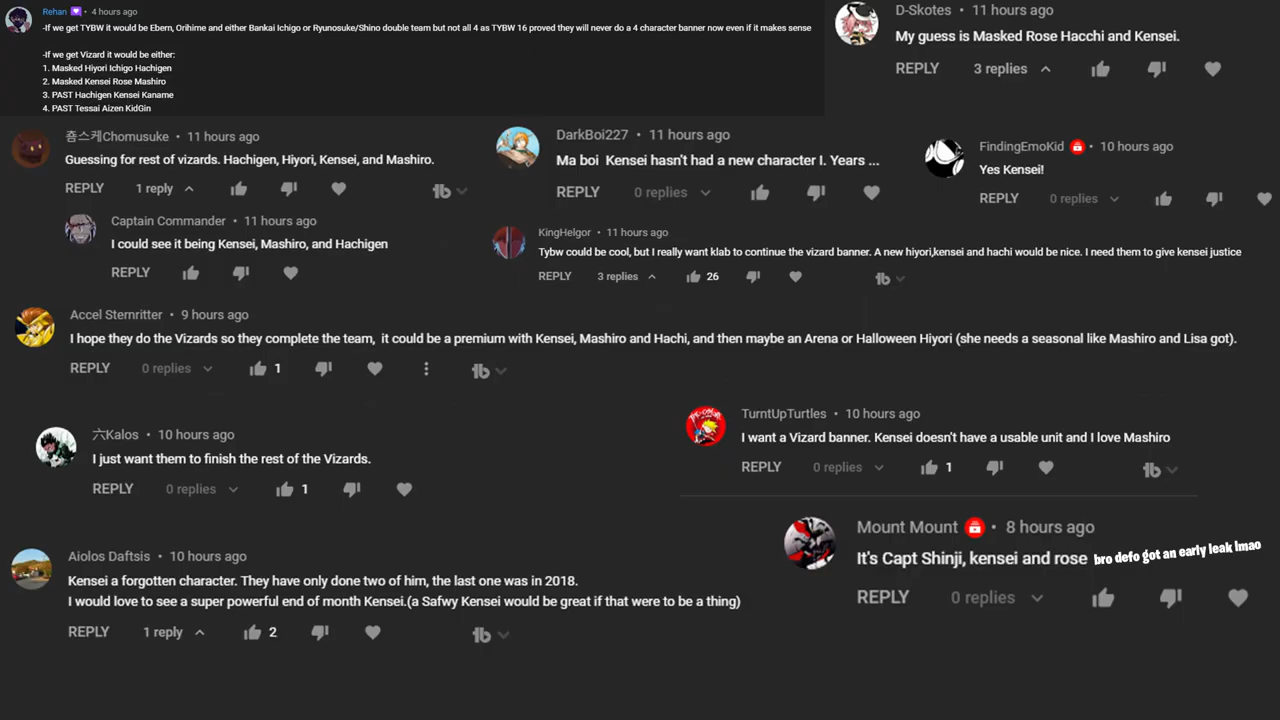 Rehan • 4 hours ago
-If we get TYBW it would be Ebern, Orihime and either Bankai Ichigo or Ryunosuke/Shino double team but not all 4 as TYBW 16 proved they will never do a 4 character banner now even if it makes sense
-If we get Vizard it would be either:
1. Masked Hiyori Ichigo Hachigen
2. Masked Kensei Rose Mashiro
3. PAST Hachigen Kensei Kaname
4. PAST Tessai Aizen KidGin
D-Skotes • 11 hours ago
My guess is Masked Rose Hacchi and Kensei.
REPLY 3 replies
촘스케Chomusuke • 11 hours ago
Guessing for rest of vizards. Hachigen, Hiyori, Kensei, and Mashiro.
REPLY 1 reply
DarkBoi227 • 11 hours ago
Ma boi Kensei hasn't had a new character I. Years ...
REPLY 0 replies
FindingEmoKid • 10 hours ago
Yes Kensei!
REPLY 0 replies
Captain Commander • 11 hours ago
I could see it being Kensei, Mashiro, and Hachigen
REPLY
KingHelgor • 11 hours ago
Tybw could be cool, but I really want klab to continue the vizard banner. A new hiyori,kensei and hachi would be nice. I need them to give kensei justice
REPLY 3 replies 26
Accel Sternritter • 9 hours ago
I hope they do the Vizards so they complete the team, it could be a premium with Kensei, Mashiro and Hachi, and then maybe an Arena or Halloween Hiyori (she needs a seasonal like Mashiro and Lisa got).
REPLY 0 replies 1
六Kalos • 10 hours ago
I just want them to finish the rest of the Vizards.
REPLY 0 replies 1
TurntUpTurtles • 10 hours ago
I want a Vizard banner. Kensei doesn't have a usable unit and I love Mashiro
REPLY 0 replies 1
Mount Mount • 8 hours ago
It's Capt Shinji, kensei and rose bro defo got an early leak lmao
REPLY 0 replies
Aiolos Daftsis • 10 hours ago
Kensei a forgotten character. They have only done two of him, the last one was in 2018.
I would love to see a super powerful end of month Kensei.(a Safwy Kensei would be great if that were to be a thing)
REPLY 1 reply 2